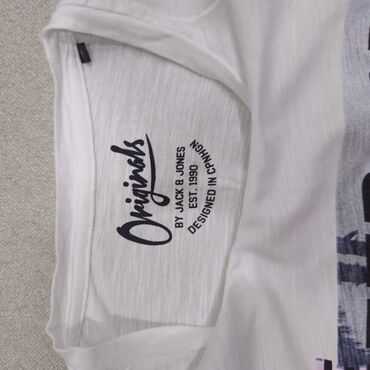 Originals
BY JACK & JONES
EST. 1990
DESIGNED IN CPNHGN